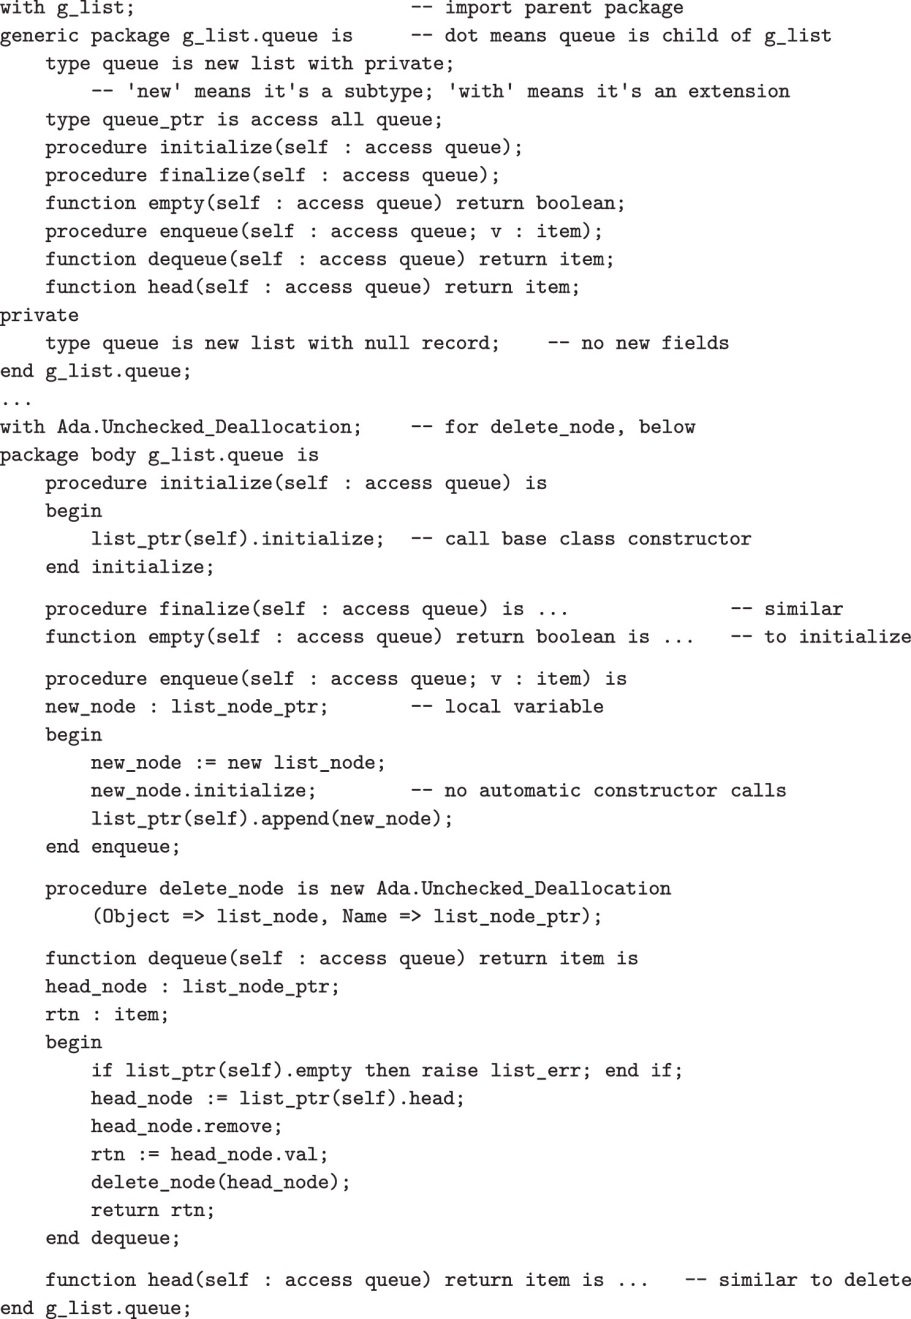 with g_list;                        -- import parent package
generic package g_list.queue is     -- dot means queue is child of g_list
    type queue is new list with private;
        -- 'new' means it's a subtype; 'with' means it's an extension
    type queue_ptr is access all queue;
    procedure initialize(self : access queue);
    procedure finalize(self : access queue);
    function empty(self : access queue) return boolean;
    procedure enqueue(self : access queue; v : item);
    function dequeue(self : access queue) return item;
    function head(self : access queue) return item;
private
    type queue is new list with null record;    -- no new fields
end g_list.queue;
...
with Ada.Unchecked_Deallocation;    -- for delete_node, below
package body g_list.queue is
    procedure initialize(self : access queue) is
    begin
        list_ptr(self).initialize;  -- call base class constructor
    end initialize;
    procedure finalize(self : access queue) is ...              -- similar
    function empty(self : access queue) return boolean is ...   -- to initialize
    procedure enqueue(self : access queue; v : item) is
    new_node : list_node_ptr;       -- local variable
    begin
        new_node := new list_node;
        new_node.initialize;        -- no automatic constructor calls
        list_ptr(self).append(new_node);
    end enqueue;
    procedure delete_node is new Ada.Unchecked_Deallocation
        (Object => list_node, Name => list_node_ptr);
    function dequeue(self : access queue) return item is
    head_node : list_node_ptr;
    rtn : item;
    begin
        if list_ptr(self).empty then raise list_err; end if;
        head_node := list_ptr(self).head;
        head_node.remove;
        rtn := head_node.val;
        delete_node(head_node);
        return rtn;
    end dequeue;
    function head(self : access queue) return item is ...   -- similar to delete
end g_list.queue;